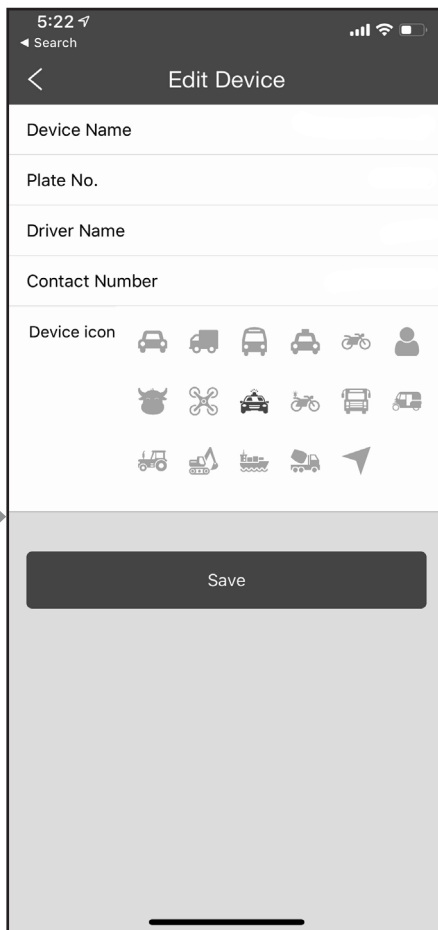 5:22
◀ Search
Edit Device
Device Name
Plate No.
Driver Name
Contact Number
Device icon
Save